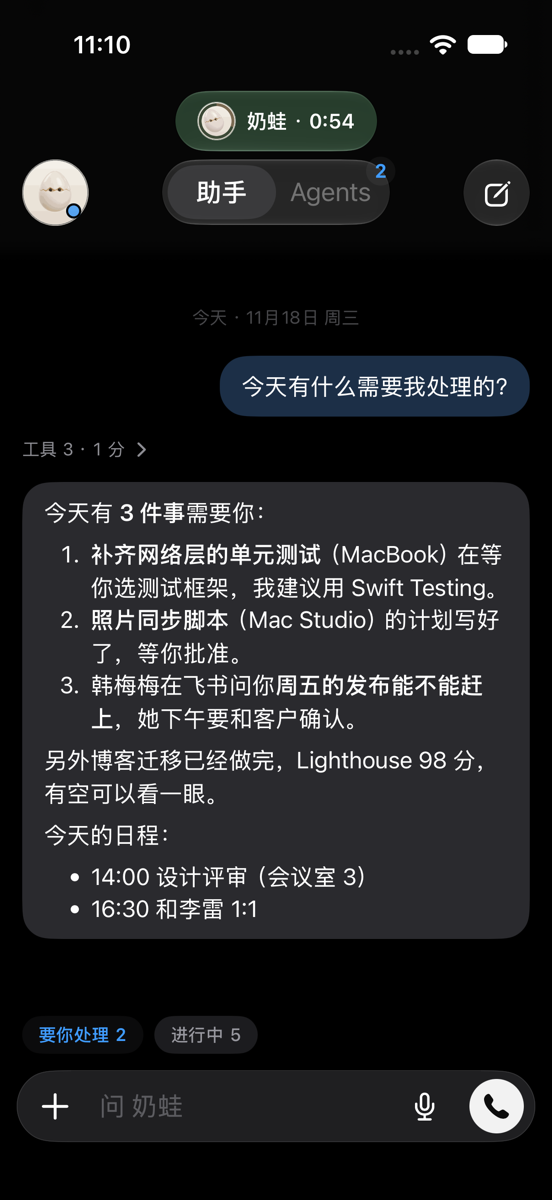 11:10
奶蛙 · 0:54
助手
Agents
2
今天 · 11月18日 周三
今天有什么需要我处理的?
工具 3 · 1 分
今天有 3 件事需要你：
1. 补齐网络层的单元测试（MacBook）在等
你选测试框架，我建议用 Swift Testing。
2. 照片同步脚本（Mac Studio）的计划写好
了，等你批准。
3. 韩梅梅在飞书问你周五的发布能不能赶
上，她下午要和客户确认。
另外博客迁移已经做完，Lighthouse 98 分，
有空可以看一眼。
今天的日程：
• 14:00 设计评审（会议室 3）
• 16:30 和李雷 1:1
要你处理 2
进行中 5
问 奶蛙